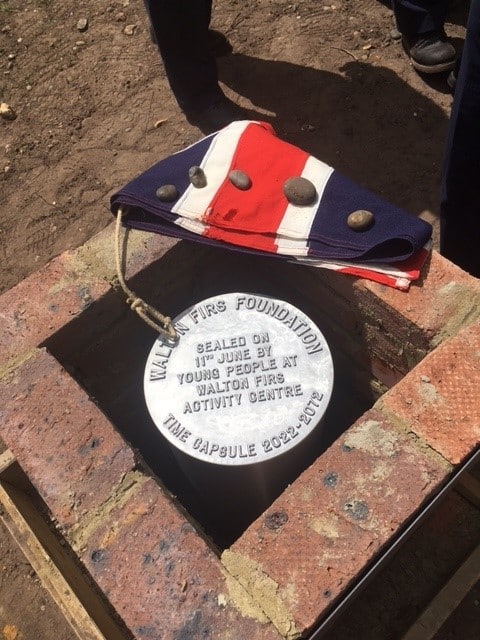 WALTON FIRS FOUNDATION
SEALED ON
11TH JUNE BY
YOUNG PEOPLE AT
WALTON FIRS
ACTIVITY CENTRE
TIME CAPSULE 2022-2072